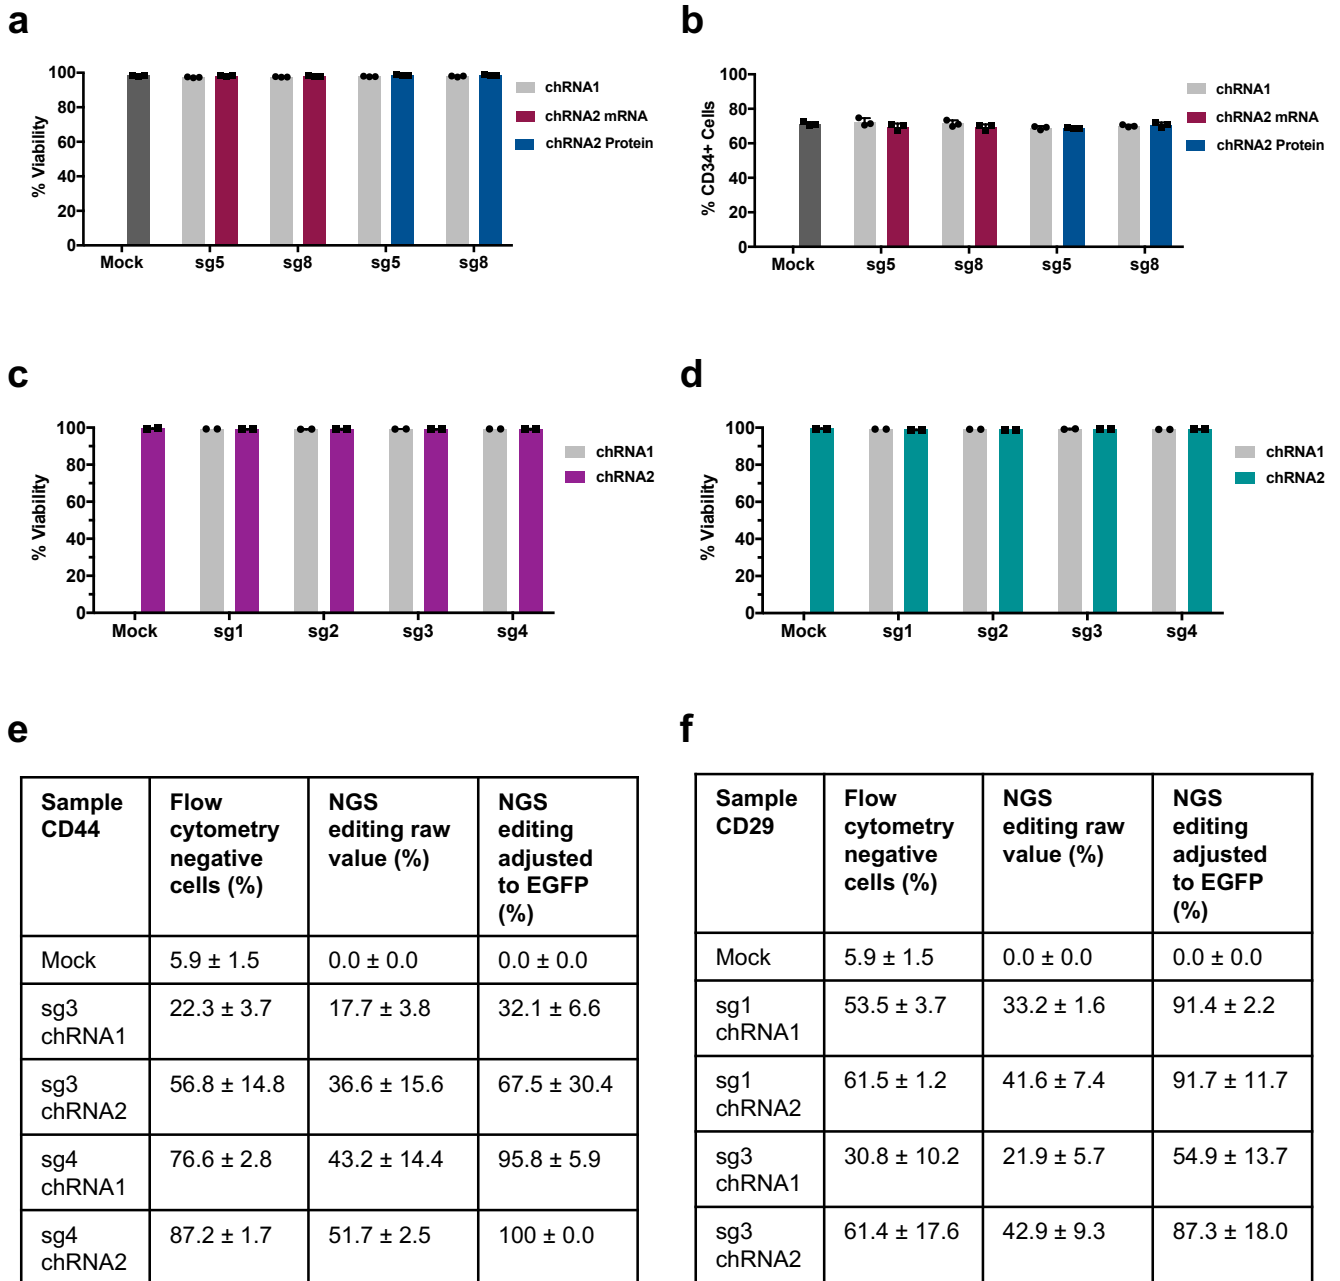 a
100
80
60
40
20
0
% Viability
Mock
sg5
sg8
sg5
sg8
chRNA1
chRNA2 mRNA
chRNA2 Protein
b
100
80
60
40
20
0
% CD34+ Cells
Mock
sg5
sg8
sg5
sg8
chRNA1
chRNA2 mRNA
chRNA2 Protein
c
100
80
60
40
20
0
% Viability
Mock
sg1
sg2
sg3
sg4
chRNA1
chRNA2
d
100
80
60
40
20
0
% Viability
Mock
sg1
sg2
sg3
sg4
chRNA1
chRNA2
e
Sample CD44 | Flow cytometry negative cells (%) | NGS editing raw value (%) | NGS editing adjusted to EGFP (%)
Mock | 5.9 ± 1.5 | 0.0 ± 0.0 | 0.0 ± 0.0
sg3 chRNA1 | 22.3 ± 3.7 | 17.7 ± 3.8 | 32.1 ± 6.6
sg3 chRNA2 | 56.8 ± 14.8 | 36.6 ± 15.6 | 67.5 ± 30.4
sg4 chRNA1 | 76.6 ± 2.8 | 43.2 ± 14.4 | 95.8 ± 5.9
sg4 chRNA2 | 87.2 ± 1.7 | 51.7 ± 2.5 | 100 ± 0.0
f
Sample CD29 | Flow cytometry negative cells (%) | NGS editing raw value (%) | NGS editing adjusted to EGFP (%)
Mock | 5.9 ± 1.5 | 0.0 ± 0.0 | 0.0 ± 0.0
sg1 chRNA1 | 53.5 ± 3.7 | 33.2 ± 1.6 | 91.4 ± 2.2
sg1 chRNA2 | 61.5 ± 1.2 | 41.6 ± 7.4 | 91.7 ± 11.7
sg3 chRNA1 | 30.8 ± 10.2 | 21.9 ± 5.7 | 54.9 ± 13.7
sg3 chRNA2 | 61.4 ± 17.6 | 42.9 ± 9.3 | 87.3 ± 18.0